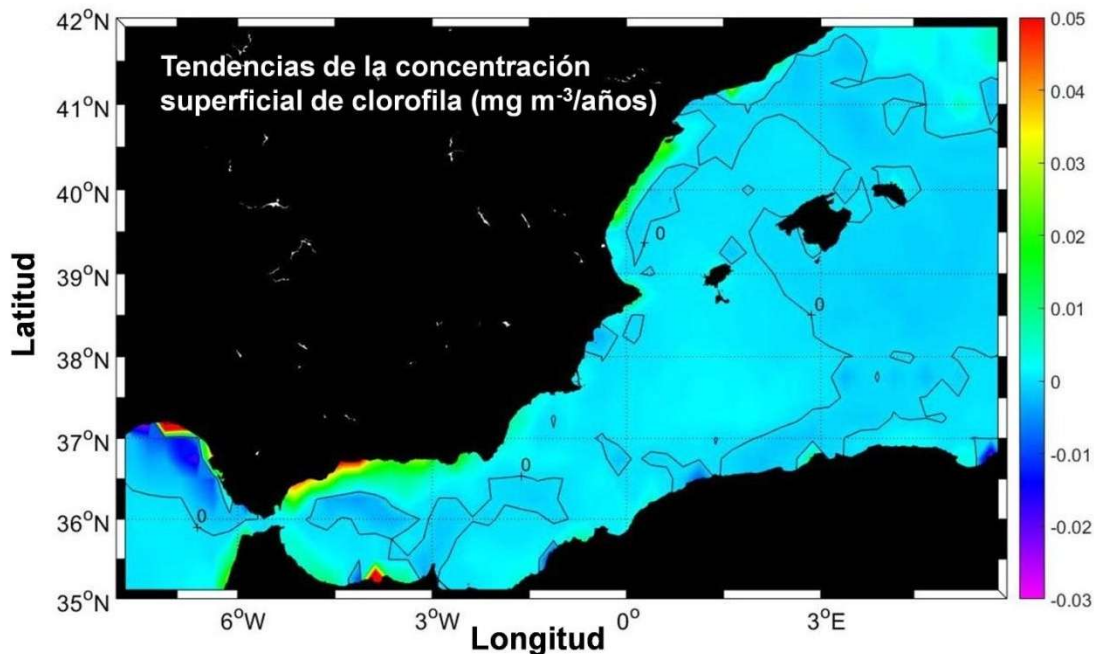 Tendencias de la concentración
superficial de clorofila (mg m⁻³/años)
42°N
41°N
40°N
39°N
38°N
37°N
36°N
35°N
Latitud
6°W
3°W
0°
3°E
Longitud
0
0
0
0
0.05
0.04
0.03
0.02
0.01
0
-0.01
-0.02
-0.03